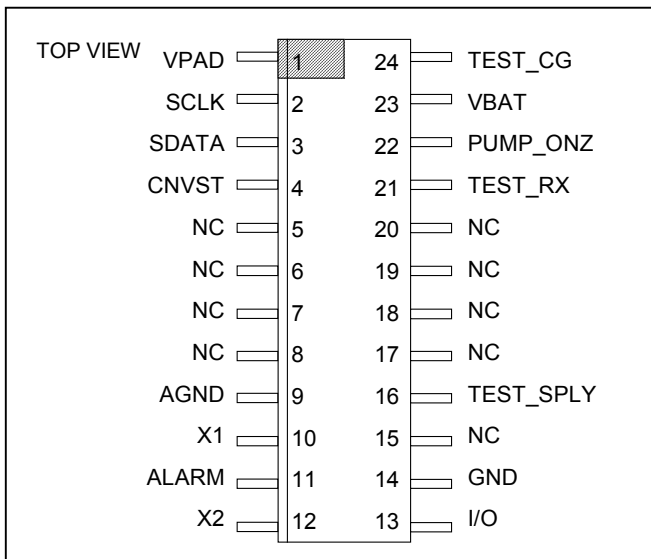 TOP VIEW
VPAD 1 24 TEST_CG
SCLK 2 23 VBAT
SDATA 3 22 PUMP_ONZ
CNVST 4 21 TEST_RX
NC 5 20 NC
NC 6 19 NC
NC 7 18 NC
NC 8 17 NC
AGND 9 16 TEST_SPLY
X1 10 15 NC
ALARM 11 14 GND
X2 12 13 I/O